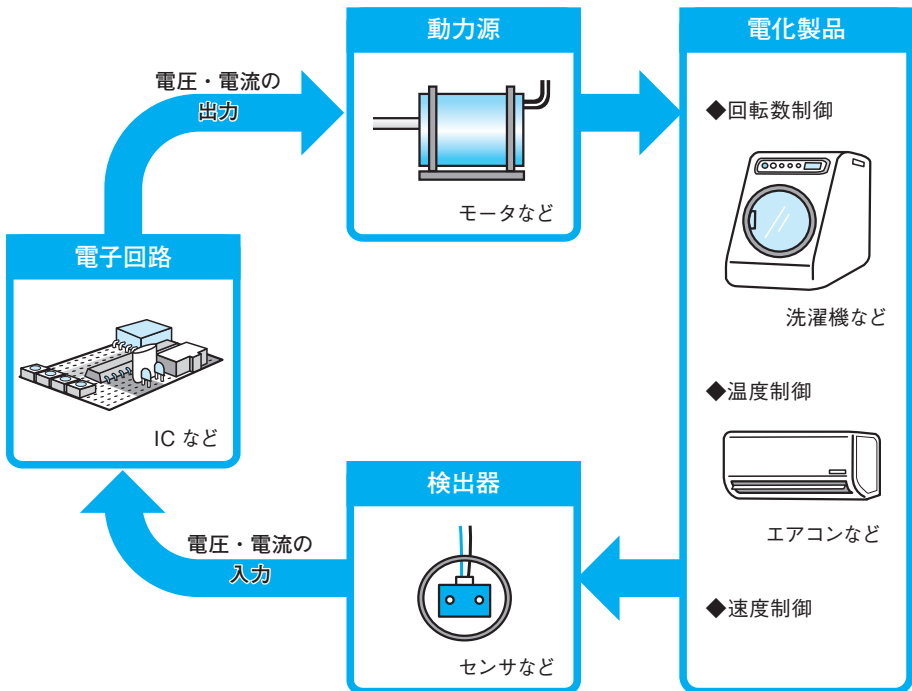 動力源
モータなど
電化製品
◆回転数制御
洗濯機など
◆温度制御
エアコンなど
◆速度制御
検出器
センサなど
電圧・電流の
入力
電子回路
IC など
電圧・電流の
出力